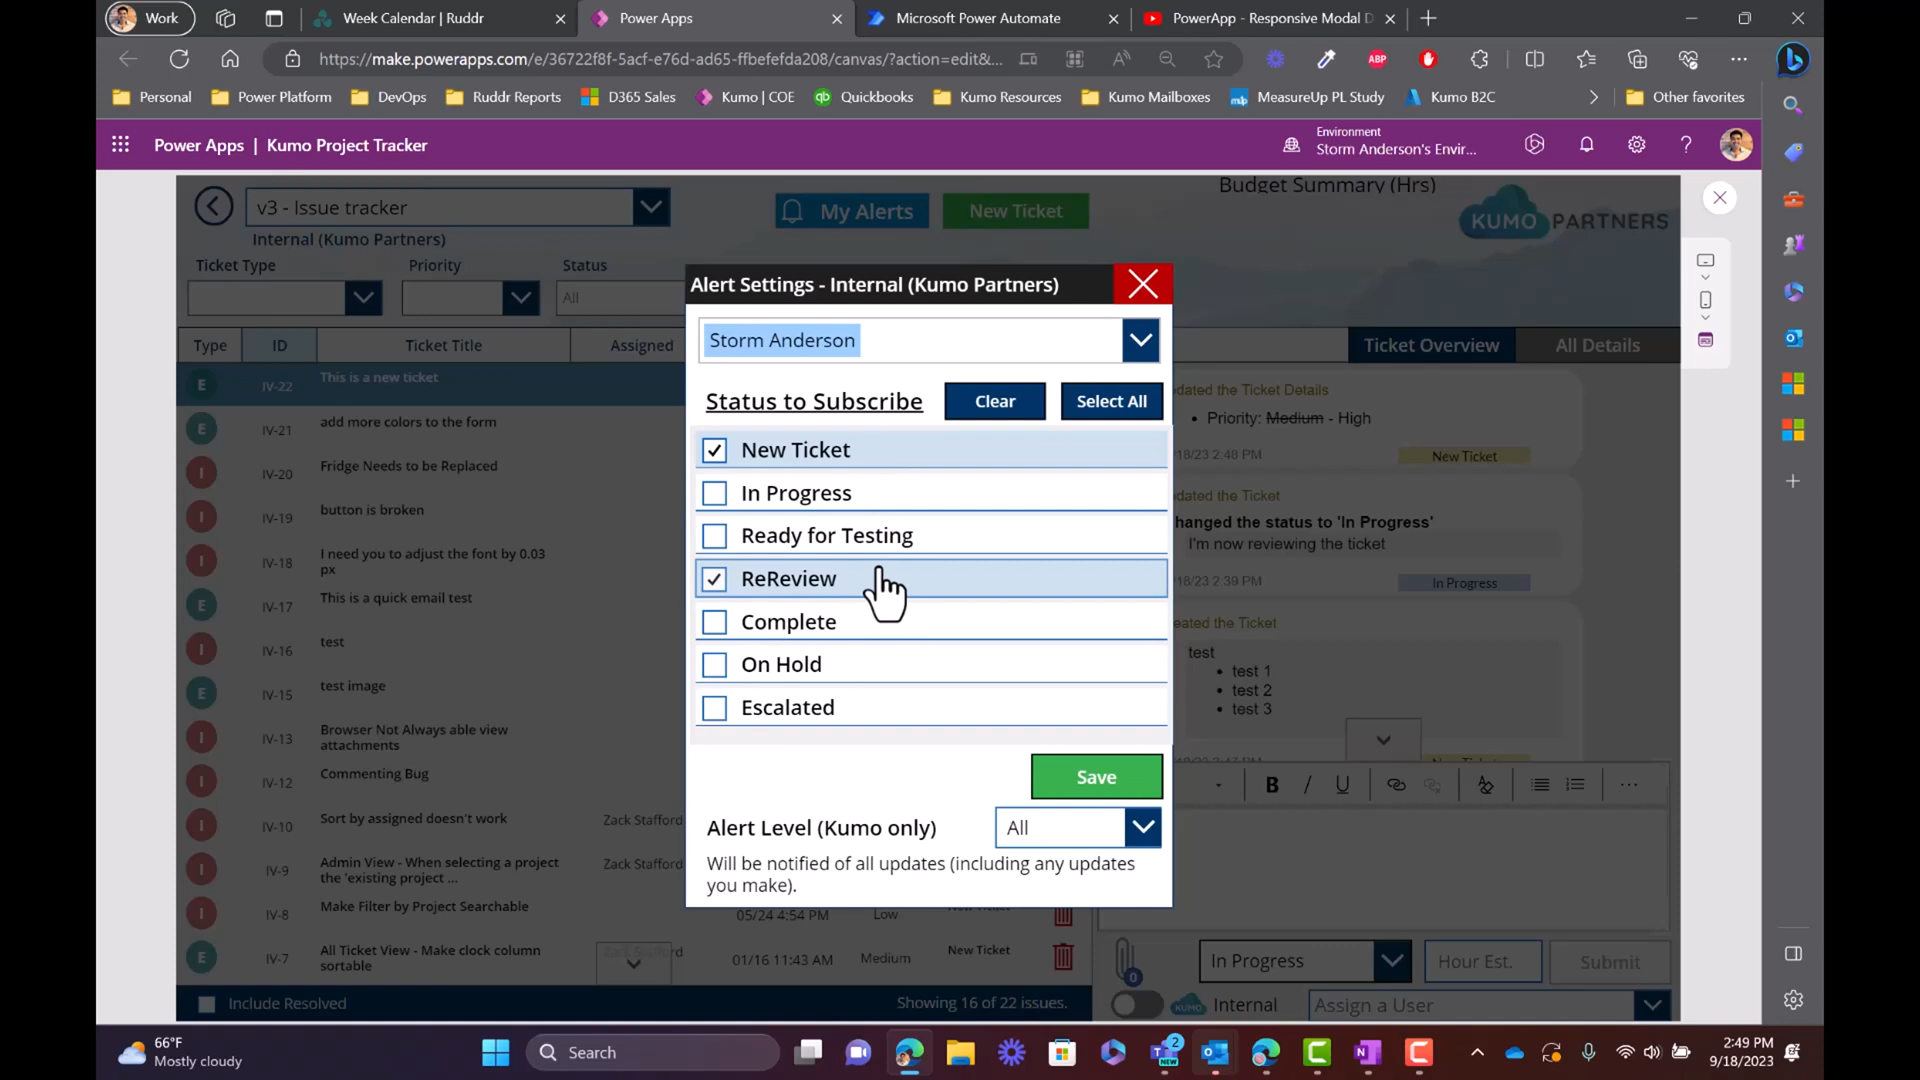 Work
Week Calendar | Ruddr
Power Apps
Microsoft Power Automate
PowerApp - Responsive Modal D
https://make.powerapps.com/e/36722f8f-5acf-e76d-ad65-ffbefefda208/canvas/?action=edit&...
ABP
Personal
Power Platform
DevOps
Ruddr Reports
D365 Sales
Kumo | COE
qb Quickbooks
Kumo Resources
Kumo Mailboxes
MeasureUp PL Study
Kumo B2C
Other favorites
Power Apps | Kumo Project Tracker
Environment
Storm Anderson's Envir...
Budget Summary (Hrs)
v3 - Issue tracker
My Alerts
New Ticket
KUMO PARTNERS
Internal (Kumo Partners)
Ticket Type
Priority
Status
All
Alert Settings - Internal (Kumo Partners)
Storm Anderson
Status to Subscribe
Clear
Select All
New Ticket
In Progress
Ready for Testing
ReReview
Complete
On Hold
Escalated
Save
Alert Level (Kumo only)
All
Will be notified of all updates (including any updates
you make).
Type
ID
Ticket Title
Assigned
E IV-22 This is a new ticket
E IV-21 add more colors to the form
I IV-20 Fridge Needs to be Replaced
I IV-19 button is broken
I IV-18 I need you to adjust the font by 0.03
px
E IV-17 This is a quick email test
I IV-16 test
E IV-15 test image
I IV-13 Browser Not Always able view
attachments
I IV-12 Commenting Bug
I IV-10 Sort by assigned doesn't work Zack Stafford
I IV-9 Admin View - When selecting a project Zack Stafford
the 'existing project ...
I IV-8 Make Filter by Project Searchable 05/24 4:54 PM Low
E IV-7 All Ticket View - Make clock column 01/16 11:43 AM Medium New Ticket
sortable
Include Resolved
Showing 16 of 22 issues.
Ticket Overview
All Details
dated the Ticket Details
Priority: Medium - High
18/23 2:48 PM
New Ticket
dated the Ticket
hanged the status to 'In Progress'
I'm now reviewing the ticket
18/23 2:39 PM
In Progress
eated the Ticket
test
test 1
test 2
test 3
B I U
0
In Progress
Hour Est.
Submit
KUMO Internal
Assign a User
66°F
Mostly cloudy
Search
2
NEW
2:49 PM
9/18/2023